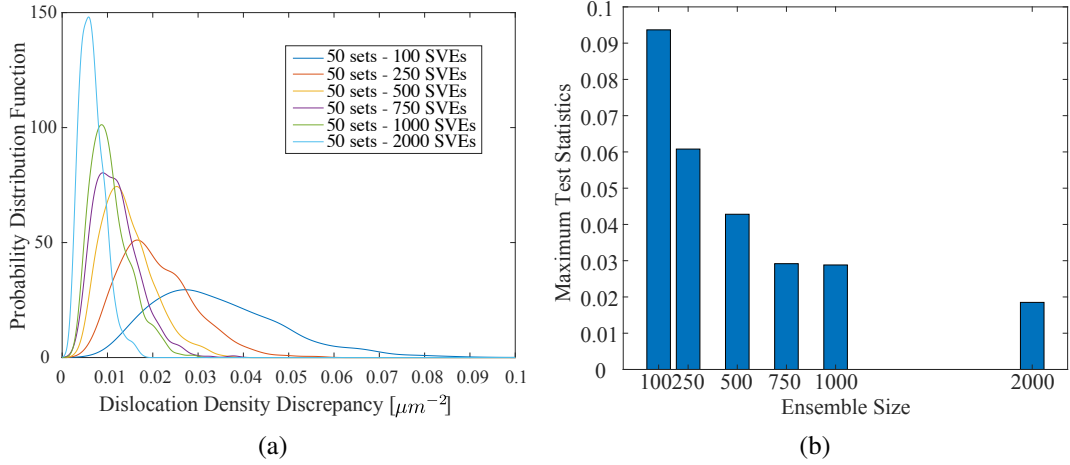 150
100
50
0
Probability Distribution Function
50 sets - 100 SVEs
50 sets - 250 SVEs
50 sets - 500 SVEs
50 sets - 750 SVEs
50 sets - 1000 SVEs
50 sets - 2000 SVEs
0 0.01 0.02 0.03 0.04 0.05 0.06 0.07 0.08 0.09 0.1
Dislocation Density Discrepancy [μm⁻²]
(a)
0.1
0.09
0.08
0.07
0.06
0.05
0.04
0.03
0.02
0.01
0
Maximum Test Statistics
100 250 500 750 1000 2000
Ensemble Size
(b)